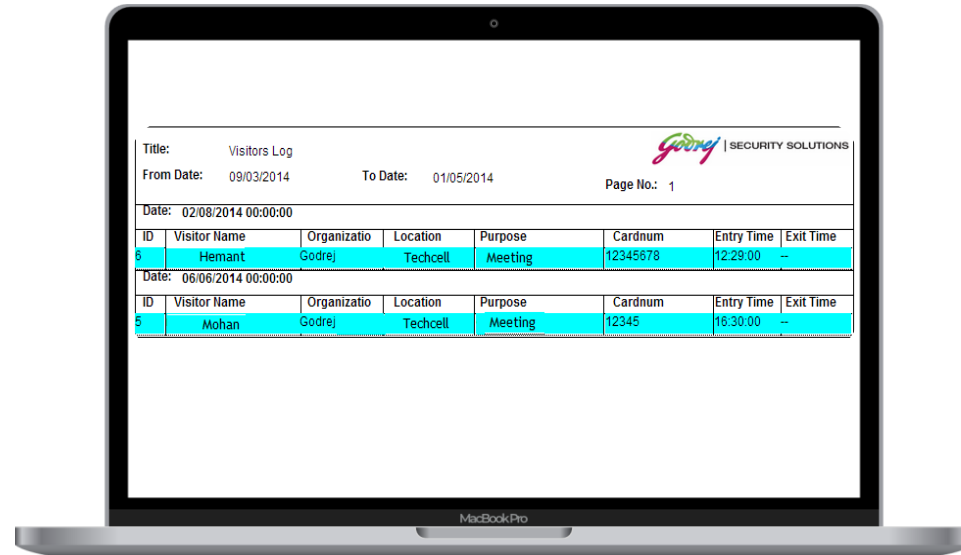 Title: Visitors Log Godrej | SECURITY SOLUTIONS
From Date: 09/03/2014 To Date: 01/05/2014 Page No.: 1
Date: 02/08/2014 00:00:00
ID Visitor Name Organizatio Location Purpose Cardnum Entry Time Exit Time
6 Hemant Godrej Techcell Meeting 12345678 12:29:00 --
Date: 06/06/2014 00:00:00
ID Visitor Name Organizatio Location Purpose Cardnum Entry Time Exit Time
5 Mohan Godrej Techcell Meeting 12345 16:30:00 --
MacBook Pro